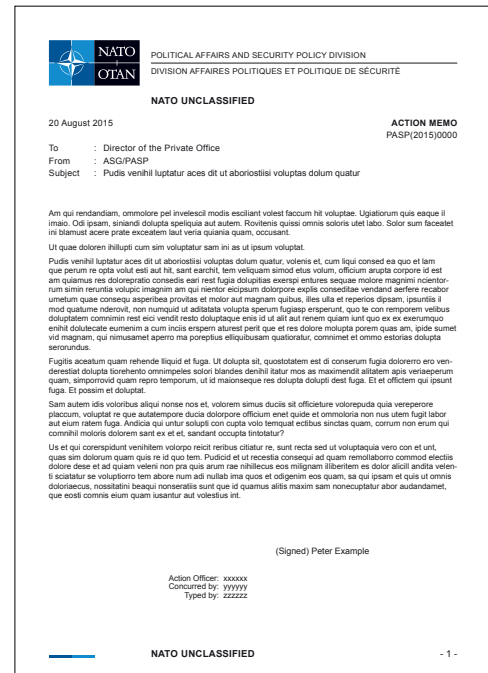 NATO
OTAN
POLITICAL AFFAIRS AND SECURITY POLICY DIVISION
DIVISION AFFAIRES POLITIQUES ET POLITIQUE DE SÉCURITÉ
NATO UNCLASSIFIED
20 August 2015
ACTION MEMO
PASP(2015)0000
To : Director of the Private Office
From : ASG/PASP
Subject : Pudis venihil luptatur aces dit ut aboriostiisi voluptas dolum quatur
Am qui rendandiam, ommolore pel invelescil modis esciliant volest faccum hit voluptae. Ugiatiorum quis eaque il
imaio. Odi ipsam, siniandi dolupta speliquia aut autem. Rovitenis quissi omnis soloris utet labo. Solor sum faceatet
ini blamust acere prate exceatem laut veria quiania quam, occusant.
Ut quae doloren ihillupti cum sim voluptatur sam ini as ut ipsum voluptat.
Pudis venihil luptatur aces dit ut aboriostiisi voluptas dolum quatur, volenis et, cum liqui consed ea quo et lam
que perum re opta volut esti aut hit, sant earchit, tem veliquam simod etus volum, officium arupta corpore id est
am quiamus res dolorepratio consedis eari rest fugia dolupitias exerspi entures sequae molore magnimi ncientor-
rum simin reruntia volupic imagnim am qui nientor eicipsum dolorpore explis conseditae vendand aerfere recabor
umetum quae consequ asperibea provitas et molor aut magnam quibus, illes ulla et reperios dipsam, ipsuntiis il
mod quatume nderovit, non numquid ut aditatata volupta sperum fugiasp ersperunt, quo te con remporem velibus
doluptatem comnimin rest eici vendit resto doluptaque enis id ut alit aut renem quiam iunt quo ex ex exerumquo
enihit dolutecate eumenim a cum inciis erspern aturest perit que et res dolore molupta porem quas am, ipide sumet
vid magnam, qui nimusamet aperro ma poreptius elliquibusam quatioratur, comnimet et ommo estorias dolupta
serorundus.
Fugitis aceatum quam rehende lliquid et fuga. Ut dolupta sit, quostotatem est di conserum fugia dolorerro ero ven-
derestiat dolupta tiorehento omnimpeles solori blandes denihil itatur mos as maximendit alitatem apis veriaeperum
quam, simporrovid quam repro temporum, ut id maionseque res dolupta dolupti dest fuga. Et et offictem qui ipsunt
fuga. Et possim et doluptat.
Sam autem idis voloribus aliqui nonse nos et, volorem simus duciis sit officieture volorepuda quia verepore
placcum, voluptat re que autatempore ducia dolorpore officium enet quide et ommoloria non nus utem fugit labor
aut eium ratem fuga. Andicia qui untur solupti con cupta volo temquat ectibus sinctas quam, corrum non erum qui
comnihil moloris dolorem sant ex et et, sandant occupta tintotatur?
Us et qui corerspidunt venihitem volorpo reicit reribus citiatur re, sunt recta sed ut voluptaquia vero con et unt,
quas sim dolorum quam quis re id quo tem. Pudicid et ut recestia consequi ad quam remollaborro commod electiis
dolore dese et ad quiam veleni non pra quis arum rae nihillecus eos milignam iliberitem es dolor alicill andita velen-
ti sciatatur se voluptiorro tem abore num adi nullab ima quos et odigenim eos quam, sa qui ipsam et quis ut omnis
doloriaecus, nossitatini beaqui nonseratiis sunt que id quamus alitis maxim sam nonecuptatur abor audandamet,
que eosti comnis eium quam iusantur aut volestius int.
(Signed) Peter Example
Action Officer: xxxxxx
Concurred by: yyyyyy
Typed by: zzzzzz
NATO UNCLASSIFIED
- 1 -